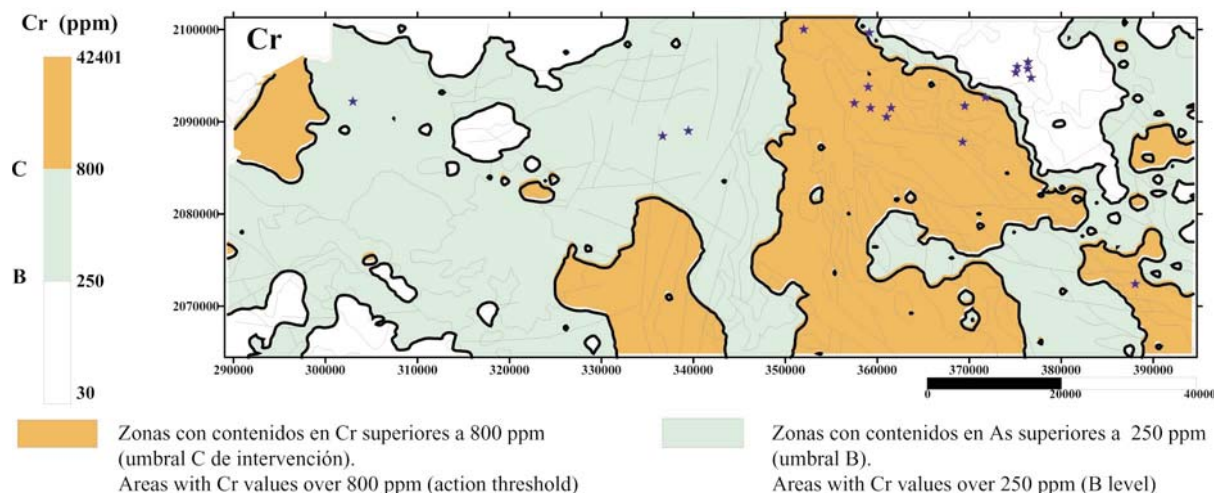 Cr (ppm)
42401
C
800
B
250
30
Cr
2100000
2090000
2080000
2070000
290000 300000 310000 320000 330000 340000 350000 360000 370000 380000 390000
0 20000 40000
Zonas con contenidos en Cr superiores a 800 ppm
(umbral C de intervención).
Areas with Cr values over 800 ppm (action threshold)
Zonas con contenidos en As superiores a 250 ppm
(umbral B).
Areas with Cr values over 250 ppm (B level)